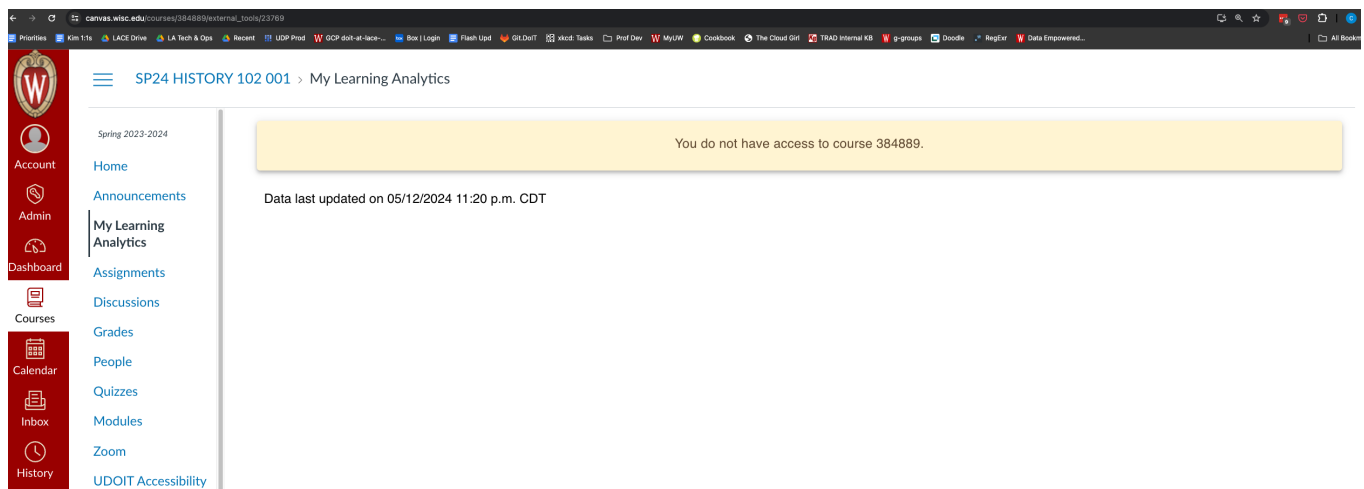 canvas.wisc.edu/courses/384889/external_tools/23769
Priorities Kim 1:1s LACE Drive LA Tech & Ops Recent UDP Prod GCP doit-at-lace-... Box | Login Flash Upd Git.DoIT xkcd: Tasks Prof Dev MyUW Cookbook The Cloud Girl TRAD Internal KB g-groups Doodle RegExr Data Empowered... All Bookm
SP24 HISTORY 102 001 › My Learning Analytics
Spring 2023-2024
You do not have access to course 384889.
Data last updated on 05/12/2024 11:20 p.m. CDT
W
Account
Admin
Dashboard
Courses
Calendar
Inbox
History
Home
Announcements
My Learning
Analytics
Assignments
Discussions
Grades
People
Quizzes
Modules
Zoom
UDOIT Accessibility